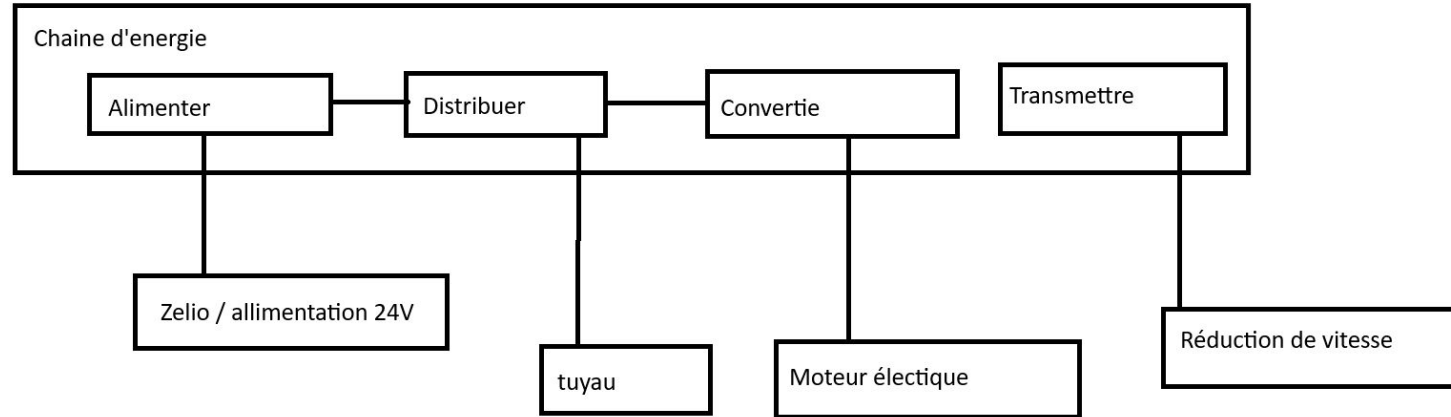 Chaine d'energie
Alimenter
Distribuer
Convertie
Transmettre
Zelio / allimentation 24V
tuyau
Moteur électique
Réduction de vitesse